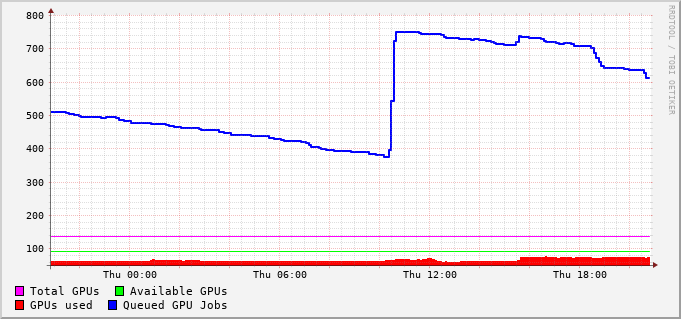 800
700
600
500
400
300
200
100
Thu 00:00 Thu 06:00 Thu 12:00 Thu 18:00
Total GPUs Available GPUs
GPUs used Queued GPU Jobs
RRDTOOL / TOBI OETIKER